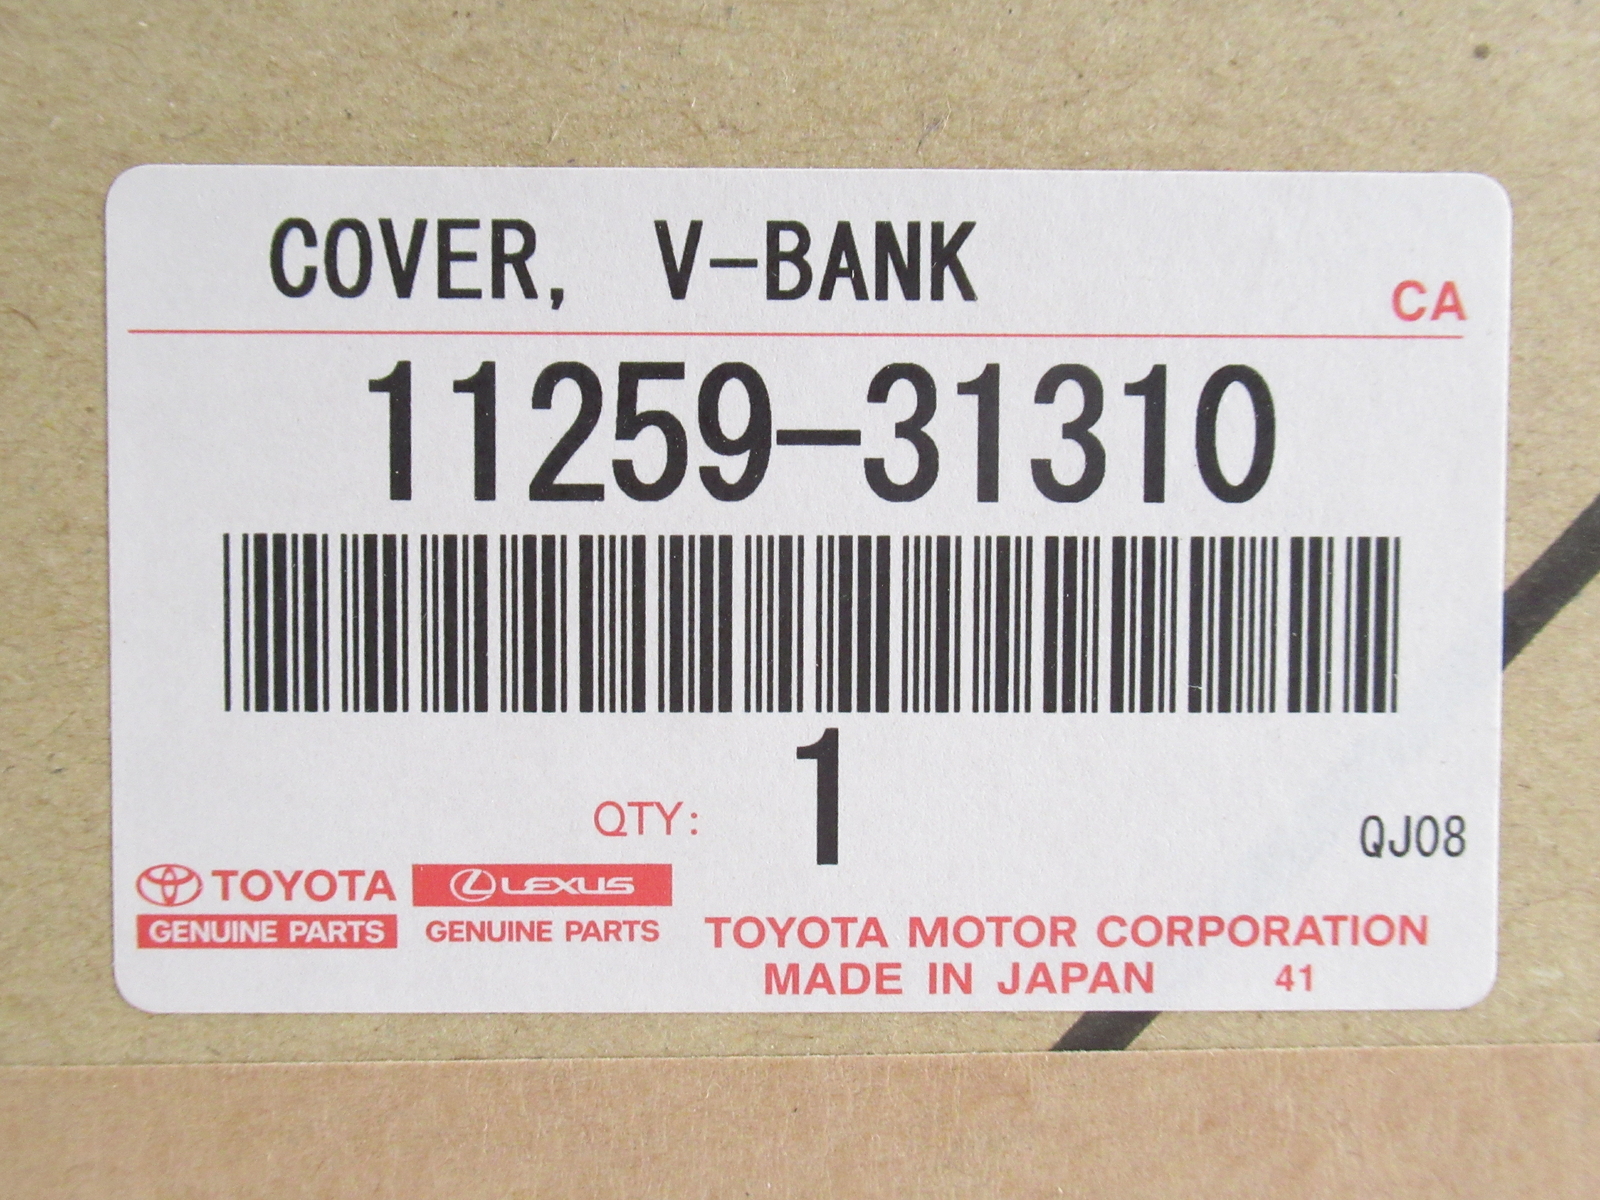 COVER, V-BANK
CA
11259-31310
1
QTY:
QJ08
TOYOTA
GENUINE PARTS
LEXUS
GENUINE PARTS
TOYOTA MOTOR CORPORATION
MADE IN JAPAN 41